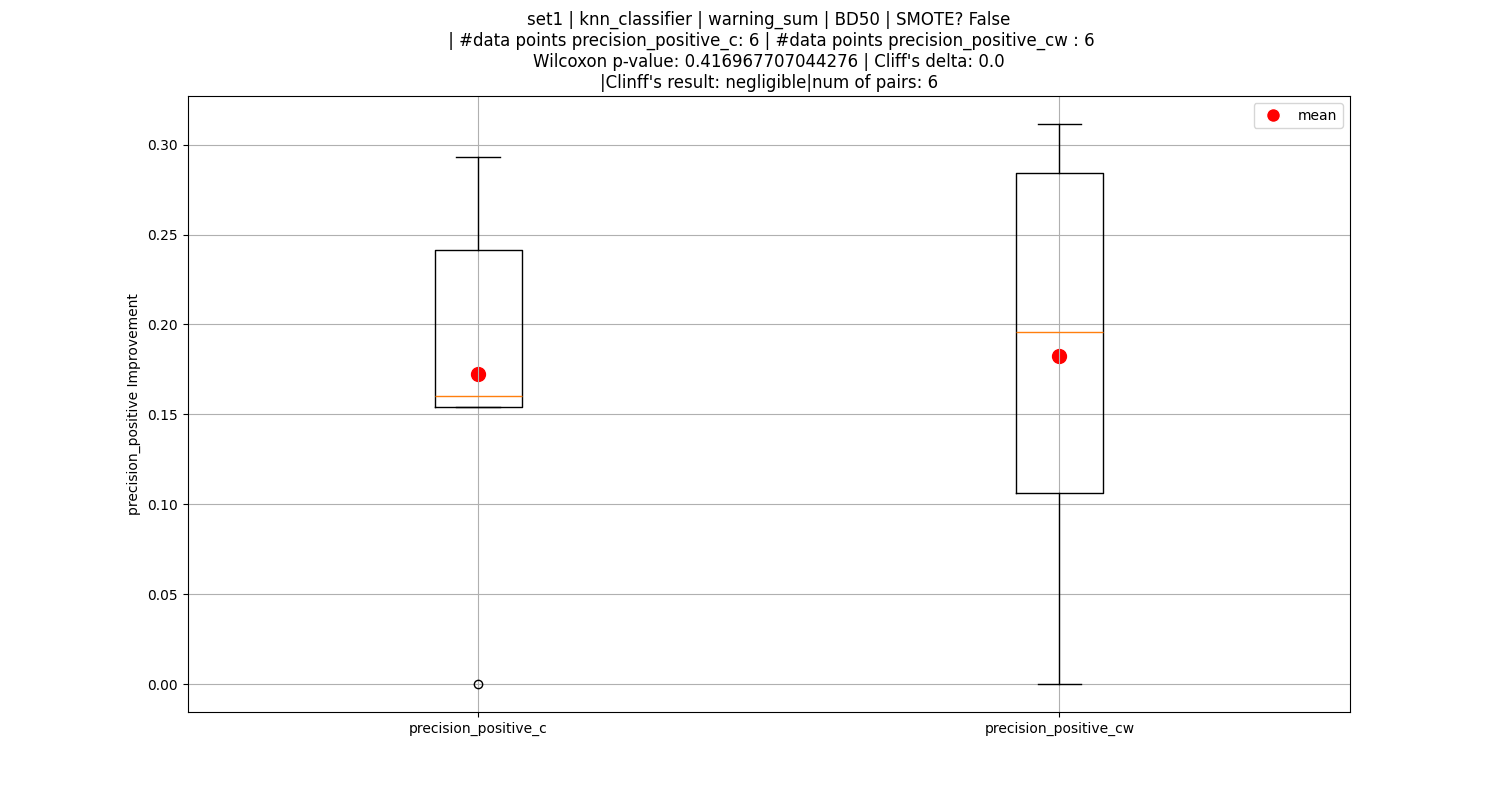 set1 | knn_classifier | warning_sum | BD50 | SMOTE? False
| #data points precision_positive_c: 6 | #data points precision_positive_cw : 6
Wilcoxon p-value: 0.416967707044276 | Cliff's delta: 0.0
|Clinff's result: negligible|num of pairs: 6
mean
0.30
0.25
0.20
0.15
0.10
0.05
0.00
precision_positive Improvement
precision_positive_c
precision_positive_cw